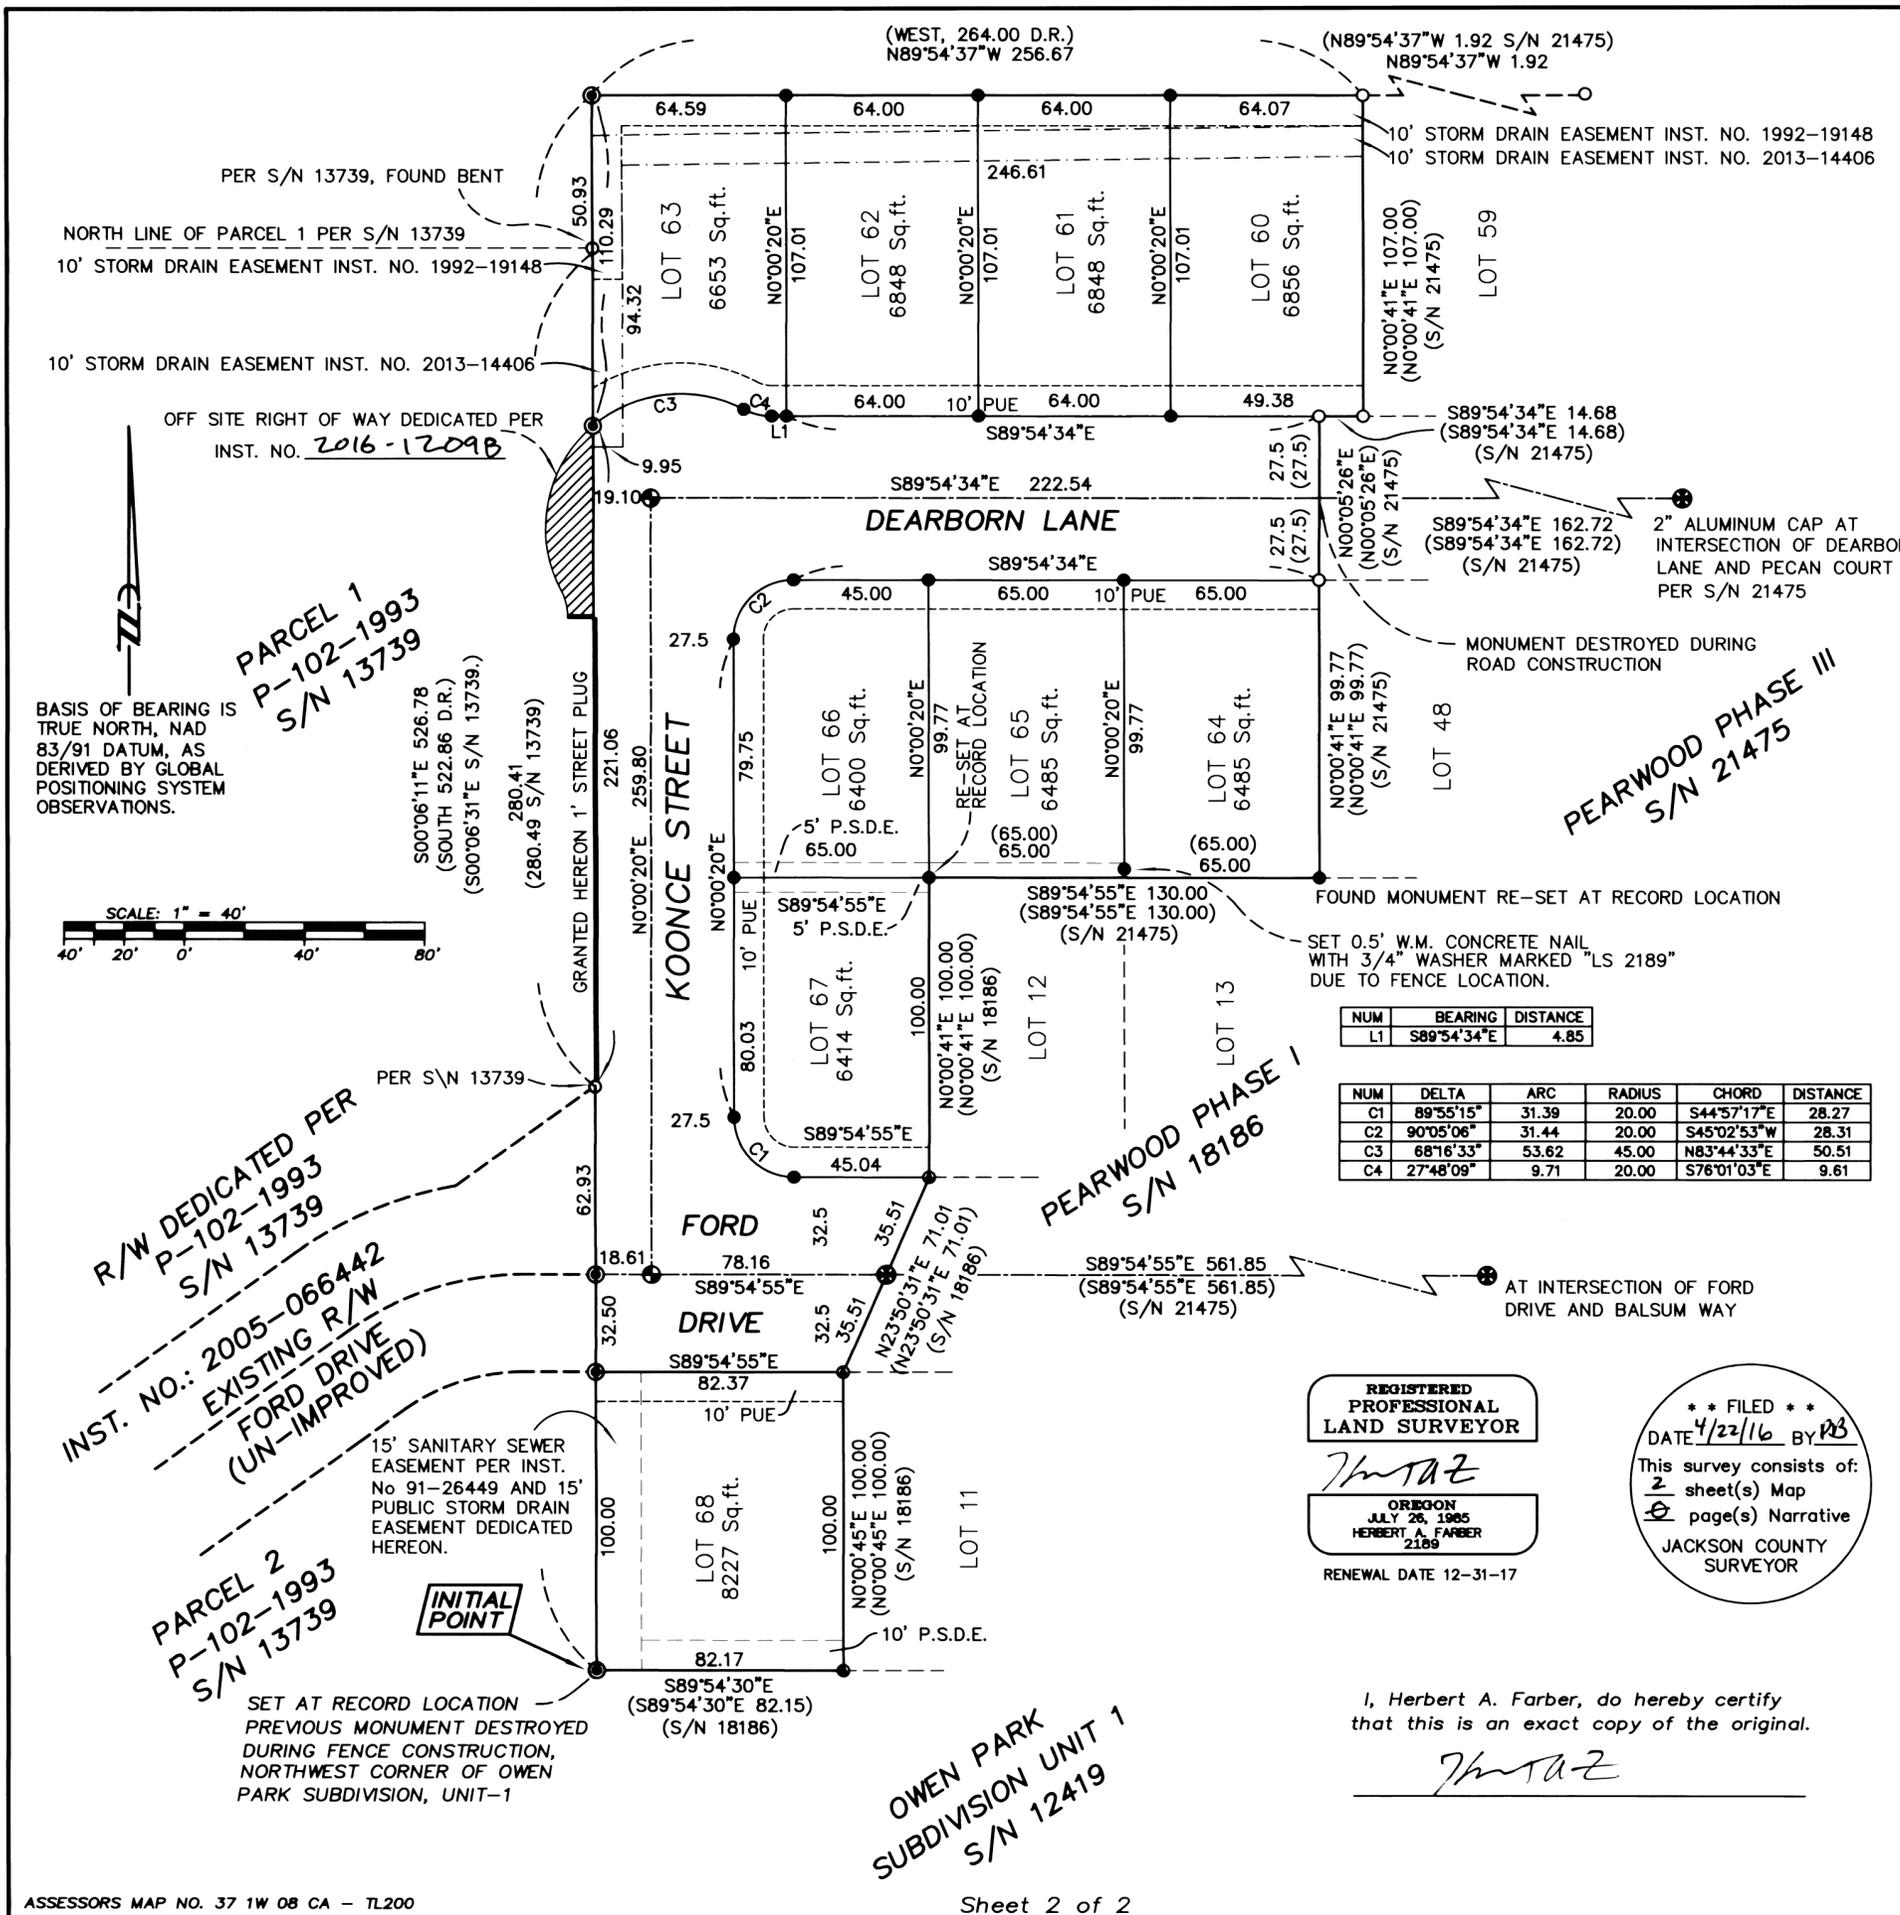 (WEST, 264.00 D.R.)
N89°54'37"W 256.67
(N89°54'37"W 1.92 S/N 21475)
N89°54'37"W 1.92
64.59
64.00
64.00
64.07
10' STORM DRAIN EASEMENT INST. NO. 1992-19148
10' STORM DRAIN EASEMENT INST. NO. 2013-14406
246.61
PER S/N 13739, FOUND BENT
NORTH LINE OF PARCEL 1 PER S/N 13739
10' STORM DRAIN EASEMENT INST. NO. 1992-19148
10' STORM DRAIN EASEMENT INST. NO. 2013-14406
50.93
110.29
94.32
LOT 63
6653 Sq.ft.
N0°00'20"E
107.01
LOT 62
6848 Sq.ft.
N0°00'20"E
107.01
LOT 61
6848 Sq.ft.
N0°00'20"E
107.01
LOT 60
6856 Sq.ft.
N0°00'41"E 107.00
(N0°00'41"E 107.00)
(S/N 21475)
LOT 59
OFF SITE RIGHT OF WAY DEDICATED PER
INST. NO. 2016-12098
C3
C4
L1
64.00
10' PUE
64.00
49.38
S89°54'34"E
S89°54'34"E 14.68
(S89°54'34"E 14.68)
(S/N 21475)
9.95
19.10
S89°54'34"E 222.54
DEARBORN LANE
27.5
(27.5)
27.5
(27.5)
N00°05'26"E
(N00°05'26"E)
(S/N 21475)
S89°54'34"E 162.72
(S89°54'34"E 162.72)
(S/N 21475)
2" ALUMINUM CAP AT
INTERSECTION OF DEARBO
LANE AND PECAN COURT
PER S/N 21475
S89°54'34"E
C2
45.00
65.00
10' PUE
65.00
27.5
MONUMENT DESTROYED DURING
ROAD CONSTRUCTION
PARCEL 1
P-102-1993
S/N 13739
BASIS OF BEARING IS
TRUE NORTH, NAD
83/91 DATUM, AS
DERIVED BY GLOBAL
POSITIONING SYSTEM
OBSERVATIONS.
S00°06'11"E 526.78
(SOUTH 522.86 D.R.)
(S00°06'31"E S/N 13739.)
280.41
(280.49 S/N 13739)
GRANTED HEREON 1' STREET PLUG
221.06
N0°00'20"E 259.80
KOONCE STREET
N0°00'20"E
79.75
LOT 66
6400 Sq.ft.
N0°00'20"E
99.77
RE-SET AT
RECORD LOCATION
LOT 65
6485 Sq.ft.
N0°00'20"E
99.77
LOT 64
6485 Sq.ft.
N0°00'41"E 99.77
(N0°00'41"E 99.77)
(S/N 21475)
LOT 48
PEARWOOD PHASE III
S/N 21475
5' P.S.D.E.
65.00
(65.00)
65.00
(65.00)
65.00
S89°54'55"E
5' P.S.D.E.
S89°54'55"E 130.00
(S89°54'55"E 130.00)
(S/N 21475)
FOUND MONUMENT RE-SET AT RECORD LOCATION
SCALE: 1" = 40'
40'
20'
0'
40'
80'
SET 0.5' W.M. CONCRETE NAIL
WITH 3/4" WASHER MARKED "LS 2189"
DUE TO FENCE LOCATION.
10' PUE
80.03
LOT 67
6414 Sq.ft.
100.00
N0°00'41"E 100.00
(N0°00'41"E 100.00)
(S/N 18186)
LOT 12
LOT 13
NUM BEARING DISTANCE
L1 S89°54'34"E 4.85
NUM DELTA ARC RADIUS CHORD DISTANCE
C1 89°55'15" 31.39 20.00 S44°57'17"E 28.27
C2 90°05'06" 31.44 20.00 S45°02'53"W 28.31
C3 68°16'33" 53.62 45.00 N83°44'33"E 50.51
C4 27°48'09" 9.71 20.00 S76°01'03"E 9.61
PER S\N 13739
27.5
C1
S89°54'55"E
45.04
PEARWOOD PHASE I
S/N 18186
R/W DEDICATED PER
P-102-1993
S/N 13739
INST. NO.: 2005-066442
EXISTING R/W
FORD DRIVE
(UN-IMPROVED)
62.93
FORD
32.5
35.51
18.61
78.16
S89°54'55"E
N23°50'31"E 71.01
(N23°50'31"E 71.01)
(S/N 18186)
S89°54'55"E 561.85
(S89°54'55"E 561.85)
(S/N 21475)
AT INTERSECTION OF FORD
DRIVE AND BALSUM WAY
32.50
DRIVE
32.5
35.51
S89°54'55"E
82.37
10' PUE
15' SANITARY SEWER
EASEMENT PER INST.
No 91-26449 AND 15'
PUBLIC STORM DRAIN
EASEMENT DEDICATED
HEREON.
100.00
LOT 68
8227 Sq.ft.
100.00
N0°00'45"E 100.00
(N0°00'45"E 100.00)
(S/N 18186)
LOT 11
REGISTERED
PROFESSIONAL
LAND SURVEYOR
OREGON
JULY 26, 1985
HERBERT A. FARBER
2189
RENEWAL DATE 12-31-17
* * FILED * *
DATE 4/22/16 BY
This survey consists of:
2 sheet(s) Map
0 page(s) Narrative
JACKSON COUNTY
SURVEYOR
PARCEL 2
P-102-1993
S/N 13739
INITIAL
POINT
10' P.S.D.E.
82.17
S89°54'30"E
(S89°54'30"E 82.15)
(S/N 18186)
SET AT RECORD LOCATION
PREVIOUS MONUMENT DESTROYED
DURING FENCE CONSTRUCTION,
NORTHWEST CORNER OF OWEN
PARK SUBDIVISION, UNIT-1
OWEN PARK
SUBDIVISION UNIT 1
S/N 12419
I, Herbert A. Farber, do hereby certify
that this is an exact copy of the original.
ASSESSORS MAP NO. 37 1W 08 CA - TL200
Sheet 2 of 2